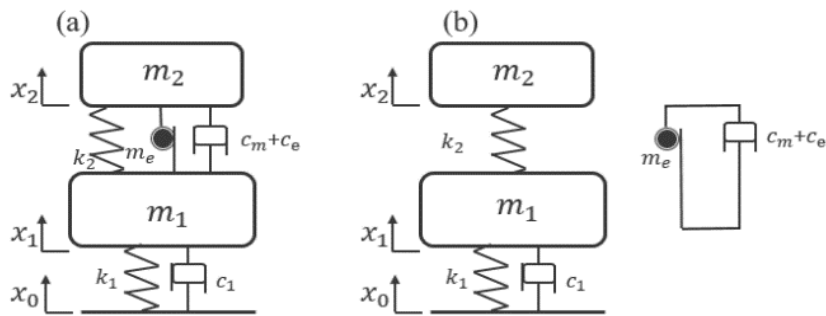 (a)
m₂
x₂
k₂
mₑ
cₘ+cₑ
m₁
x₁
k₁
c₁
x₀
(b)
m₂
x₂
k₂
m₁
x₁
k₁
c₁
x₀
mₑ
cₘ+cₑ